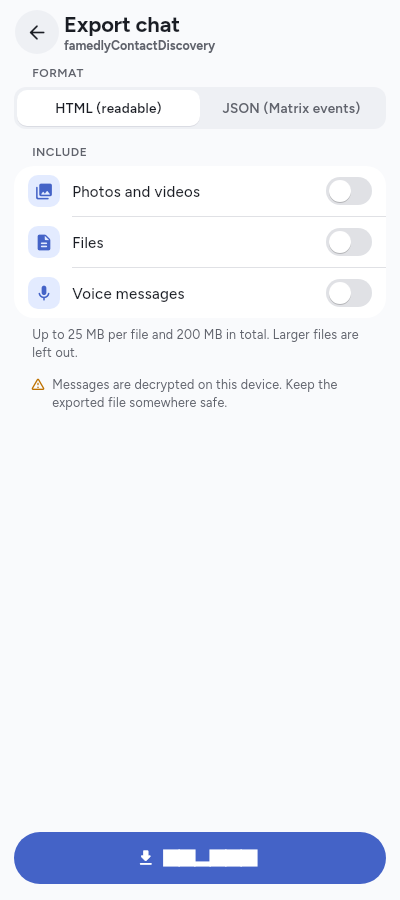 Export chat
famedlyContactDiscovery
FORMAT
HTML (readable)
JSON (Matrix events)
INCLUDE
Photos and videos
Files
Voice messages
Up to 25 MB per file and 200 MB in total. Larger files are
left out.
Messages are decrypted on this device. Keep the
exported file somewhere safe.